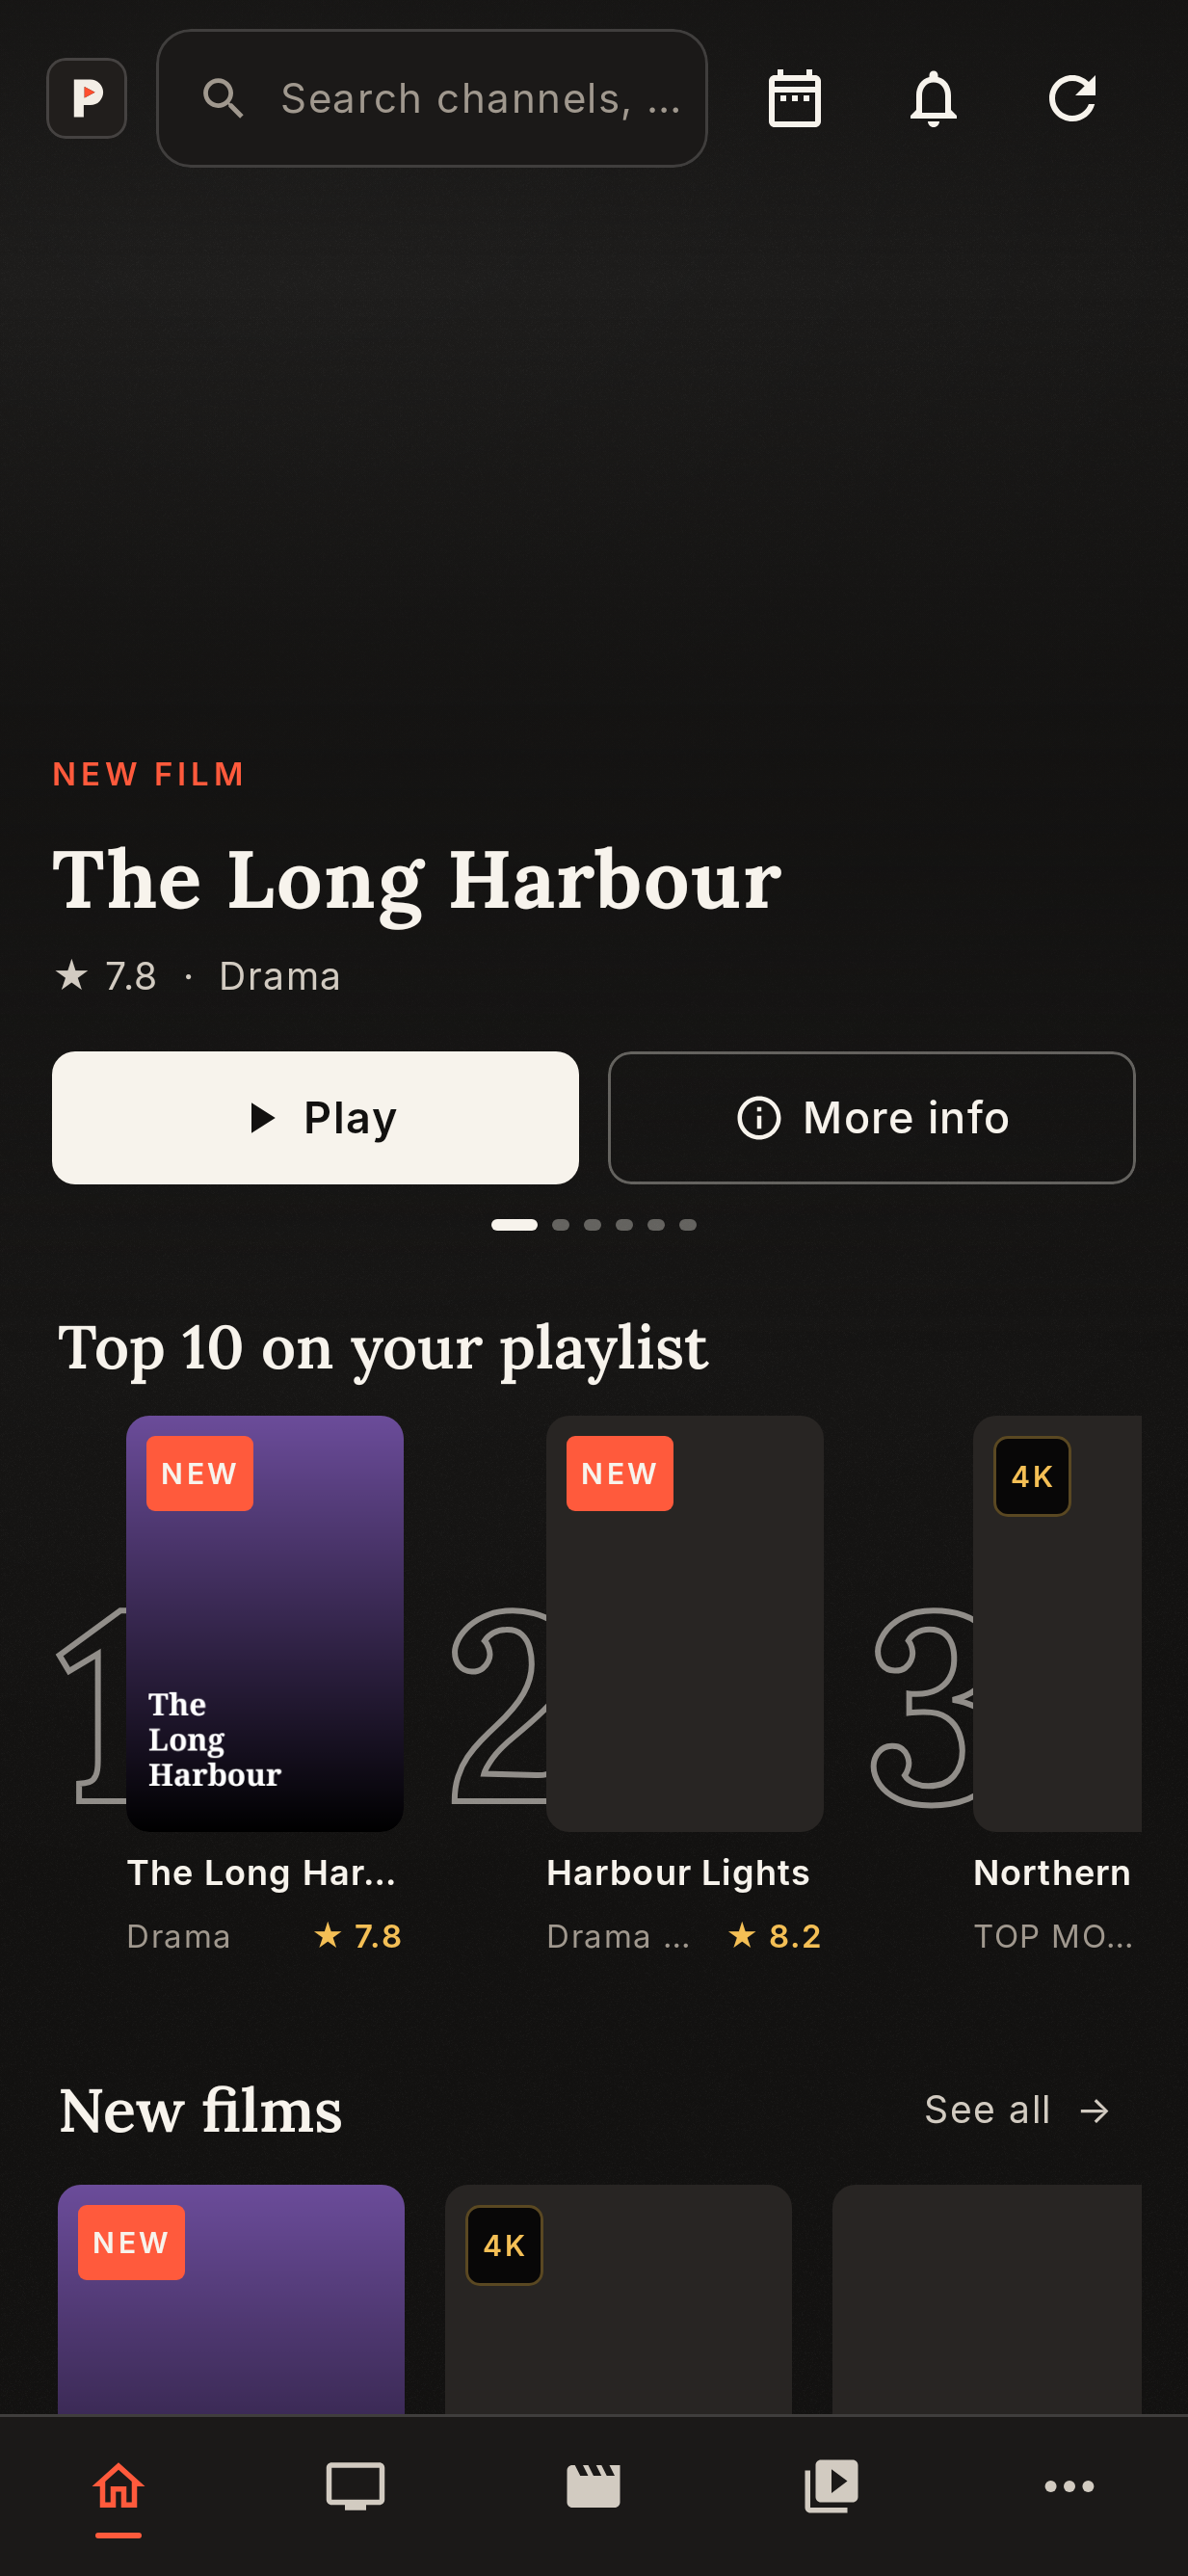 P
Search channels, ...
NEW FILM
The Long Harbour
★ 7.8 · Drama
Play
More info
Top 10 on your playlist
NEW
NEW
4K
1
2
3
The
Long
Harbour
The Long Har...
Harbour Lights
Northern
Drama ★ 7.8
Drama ... ★ 8.2
TOP MO...
New films
See all →
NEW
4K